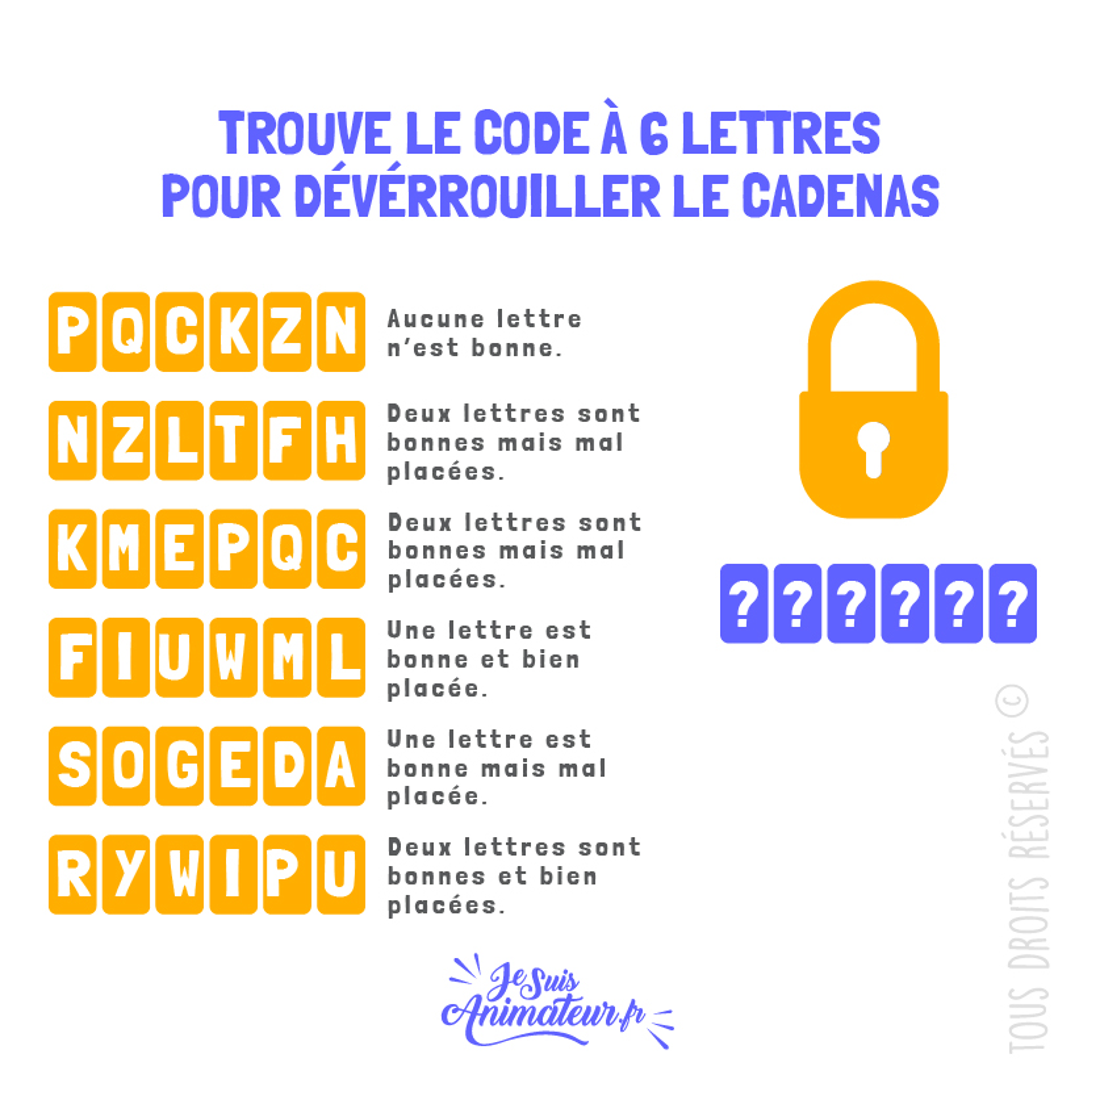 TROUVE LE CODE À 6 LETTRES
POUR DÉVÉRROUILLER LE CADENAS
PQCKZN
Aucune lettre
n'est bonne.
NZLTFH
Deux lettres sont
bonnes mais mal
placées.
KMEPQC
Deux lettres sont
bonnes mais mal
placées.
FIUWML
Une lettre est
bonne et bien
placée.
SOGEDA
Une lettre est
bonne mais mal
placée.
RYWIPU
Deux lettres sont
bonnes et bien
placées.
??????
TOUS DROITS RÉSERVÉS ©
JeSuis
Animateur.fr